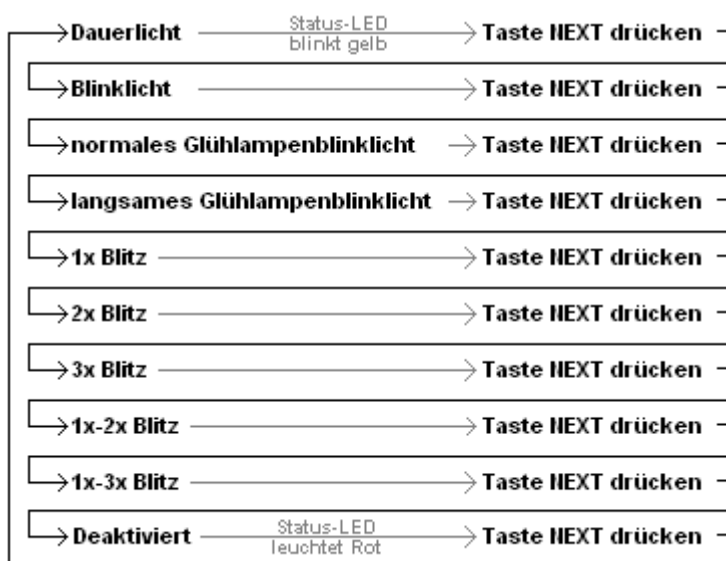 Dauerlicht Status-LED blinkt gelb Taste NEXT drücken
Blinklicht Taste NEXT drücken
normales Glühlampenblinklicht Taste NEXT drücken
langsames Glühlampenblinklicht Taste NEXT drücken
1x Blitz Taste NEXT drücken
2x Blitz Taste NEXT drücken
3x Blitz Taste NEXT drücken
1x-2x Blitz Taste NEXT drücken
1x-3x Blitz Taste NEXT drücken
Deaktiviert Status-LED leuchtet Rot Taste NEXT drücken